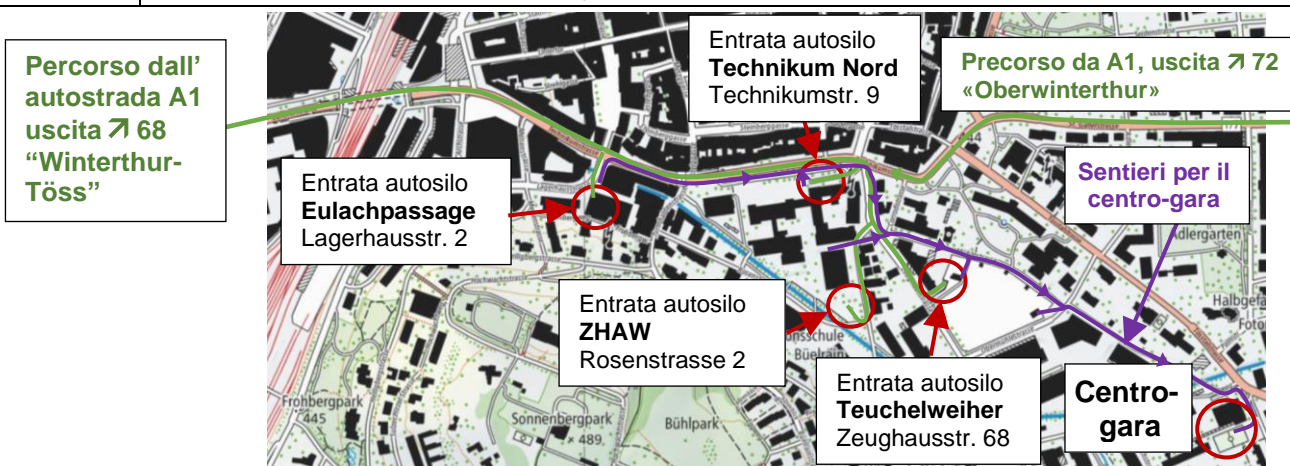 Percorso dall'
autostrada A1
uscita ↗ 68
“Winterthur-
Töss”
Entrata autosilo
Technikum Nord
Technikumstr. 9
Precorso da A1, uscita ↗ 72
«Oberwinterthur»
Entrata autosilo
Eulachpassage
Lagerhausstr. 2
Sentieri per il
centro-gara
Entrata autosilo
ZHAW
Rosenstrasse 2
Entrata autosilo
Teuchelweiher
Zeughausstr. 68
Centro-
gara
Adlergarten
Büelrain
Frohbergpark
445
Sonnenbergpark
489
Bühlpark